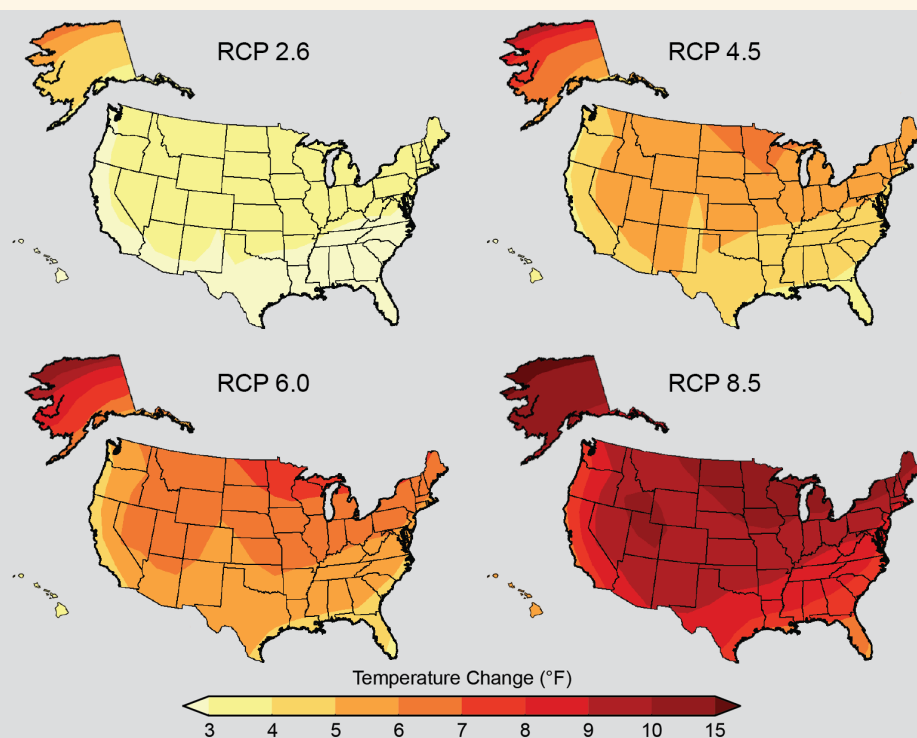 RCP 2.6
RCP 4.5
RCP 6.0
RCP 8.5
Temperature Change (°F)
3 4 5 6 7 8 9 10 15